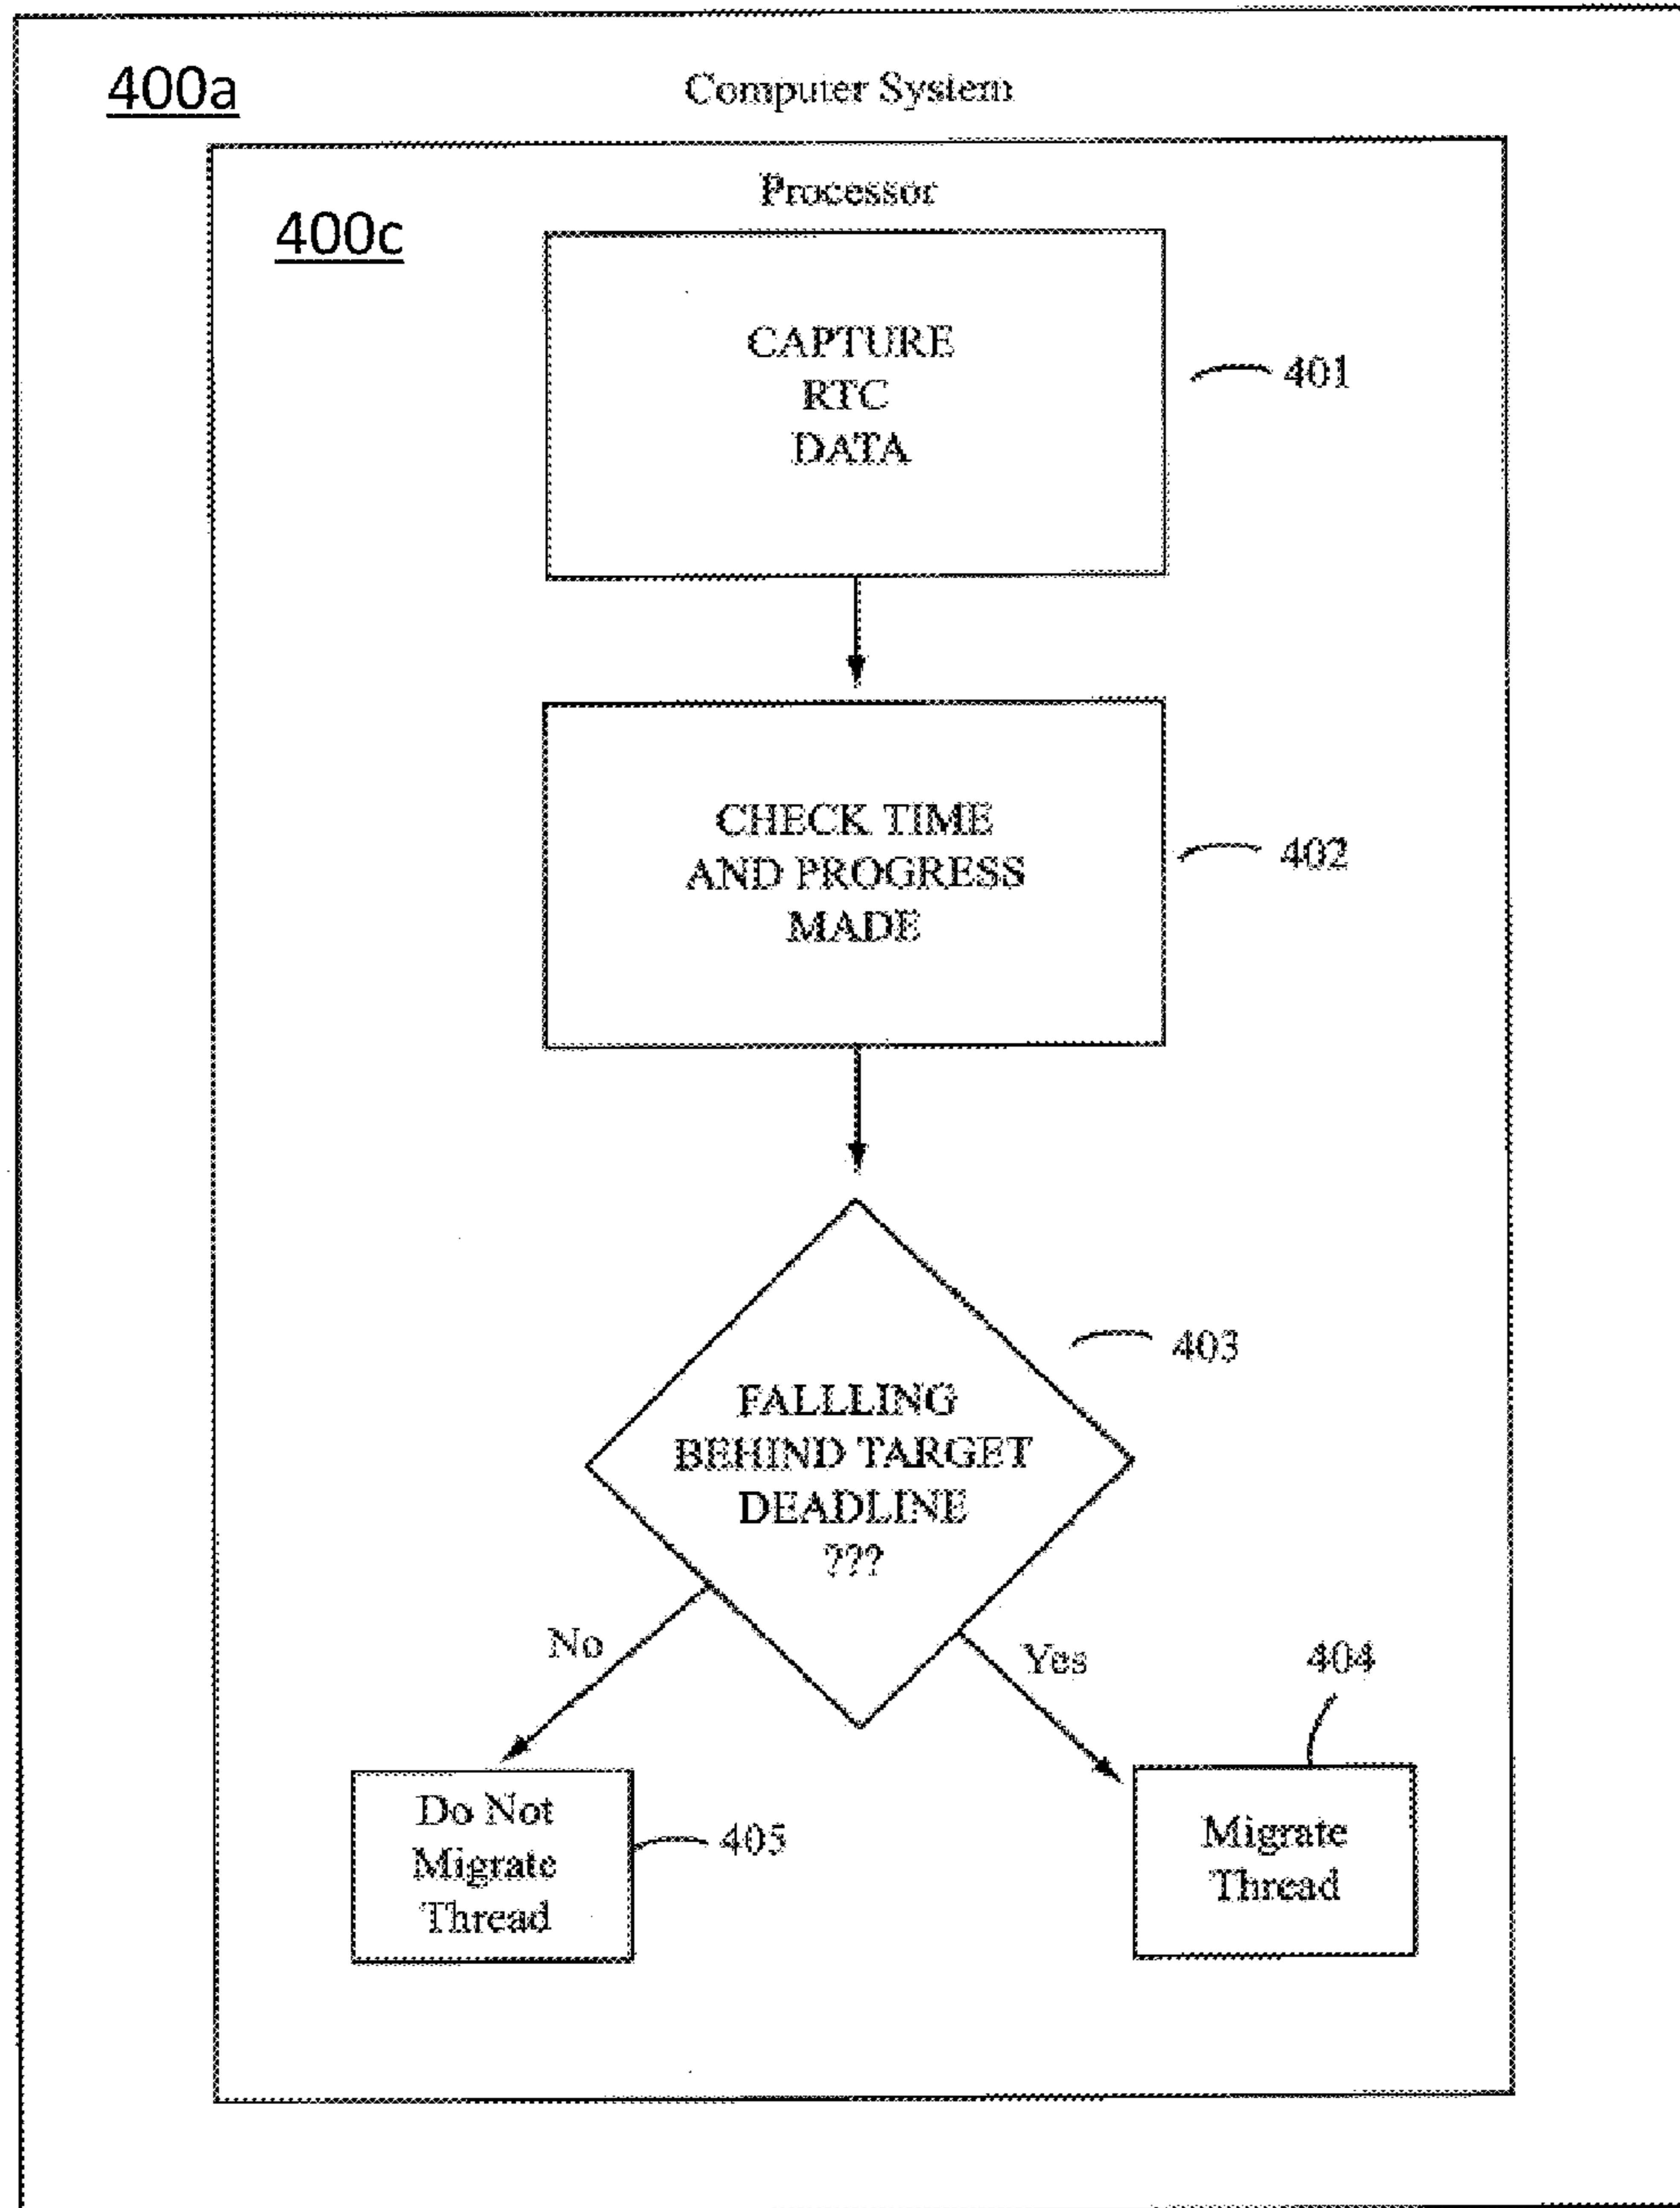 400a
Computer System
Processor
400c
CAPTURE
RTC
DATA
401
CHECK TIME
AND PROGRESS
MADE
402
403
FALLLING
BEHIND TARGET
DEADLINE
???
No
Yes
404
Do Not
Migrate
Thread
405
Migrate
Thread